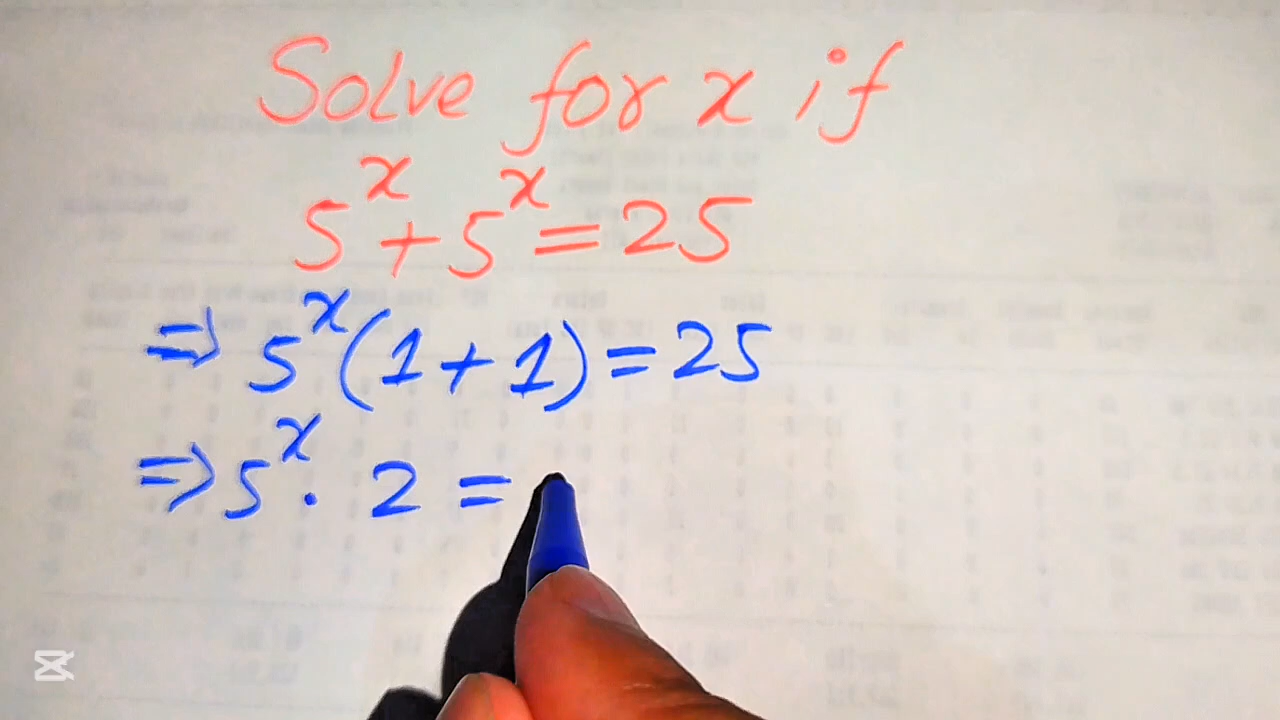 Solve for x if
5^x + 5^x = 25
⇒ 5^x (1 + 1) = 25
⇒ 5^x · 2 =